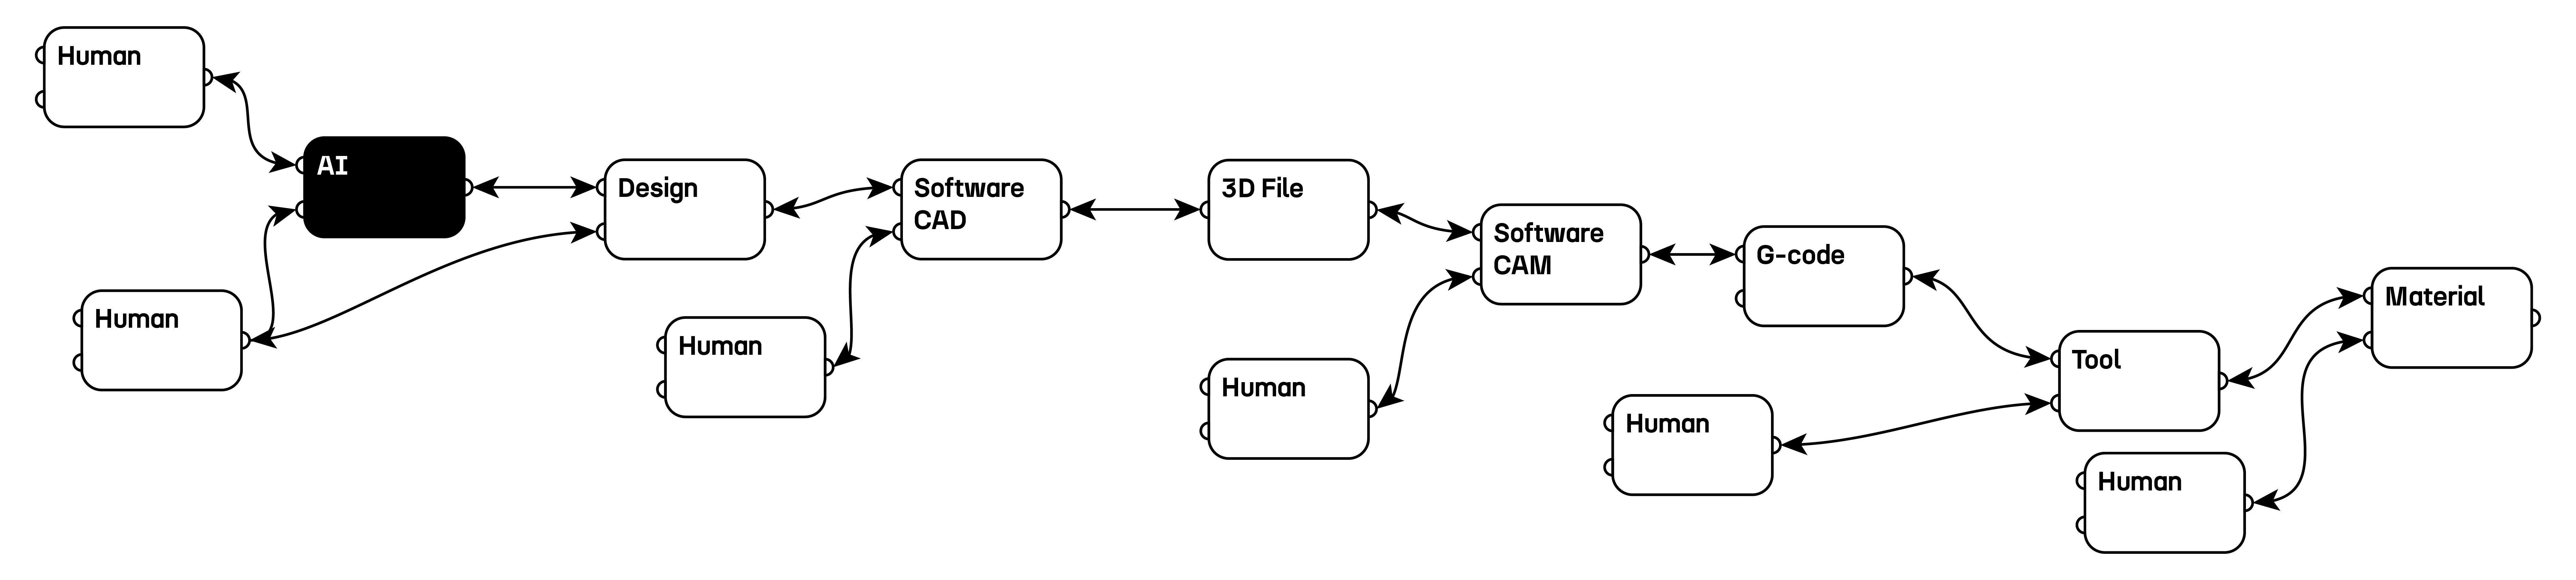 Human
AI
Human
Design
Human
Software
CAD
3D File
Human
Software
CAM
G-code
Human
Tool
Human
Material